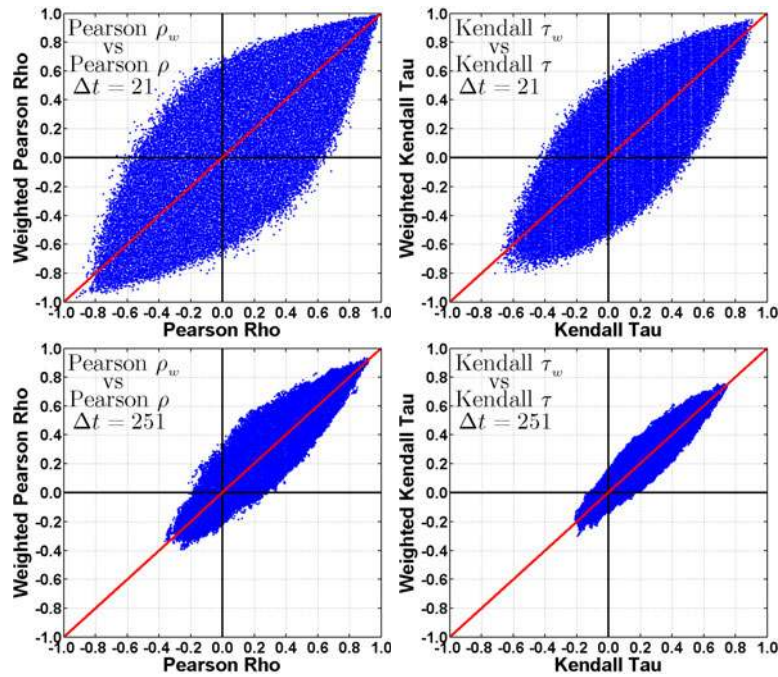 Pearson ρ_w
vs
Pearson ρ
Δt = 21
1.0
0.8
0.6
0.4
0.2
0.0
-0.2
-0.4
-0.6
-0.8
-1.0
-1.0 -0.8 -0.6 -0.4 -0.2 0.0 0.2 0.4 0.6 0.8 1.0
Weighted Pearson Rho
Pearson Rho
Kendall τ_w
vs
Kendall τ
Δt = 21
1.0
0.8
0.6
0.4
0.2
0.0
-0.2
-0.4
-0.6
-0.8
-1.0
-1.0 -0.8 -0.6 -0.4 -0.2 0.0 0.2 0.4 0.6 0.8 1.0
Weighted Kendall Tau
Kendall Tau
Pearson ρ_w
vs
Pearson ρ
Δt = 251
1.0
0.8
0.6
0.4
0.2
0.0
-0.2
-0.4
-0.6
-0.8
-1.0
-1.0 -0.8 -0.6 -0.4 -0.2 0.0 0.2 0.4 0.6 0.8 1.0
Weighted Pearson Rho
Pearson Rho
Kendall τ_w
vs
Kendall τ
Δt = 251
1.0
0.8
0.6
0.4
0.2
0.0
-0.2
-0.4
-0.6
-0.8
-1.0
-1.0 -0.8 -0.6 -0.4 -0.2 0.0 0.2 0.4 0.6 0.8 1.0
Weighted Kendall Tau
Kendall Tau